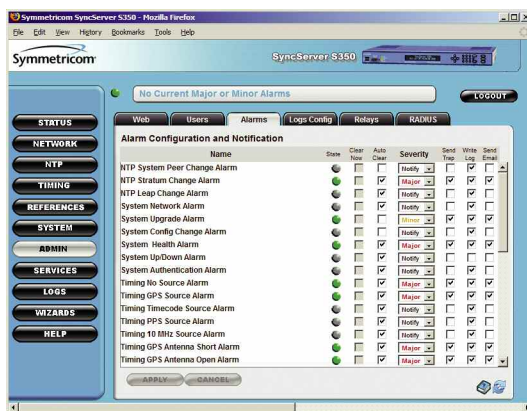 Symmetricom SyncServer S350 - Mozilla Firefox
File Edit View History Bookmarks Tools Help
Symmetricom
SyncServer S350
No Current Major or Minor Alarms
LOGOUT
STATUS
NETWORK
NTP
TIMING
REFERENCES
SYSTEM
ADMIN
SERVICES
LOGS
WIZARDS
HELP
Web Users Alarms Logs Config Relays RADIUS
Alarm Configuration and Notification
Name State Clear Now Auto Clear Severity Send Trap Write Log Send Email
NTP System Peer Change Alarm Notify
NTP Stratum Change Alarm Major
NTP Leap Change Alarm Notify
System Network Alarm Notify
System Upgrade Alarm Minor
System Config Change Alarm Notify
System Health Alarm Major
System Up/Down Alarm Notify
System Authentication Alarm Notify
Timing No Source Alarm Major
Timing GPS Source Alarm Major
Timing Timecode Source Alarm Notify
Timing PPS Source Alarm Notify
Timing 10 MHz Source Alarm Notify
Timing GPS Antenna Short Alarm Major
Timing GPS Antenna Open Alarm Major
APPLY CANCEL